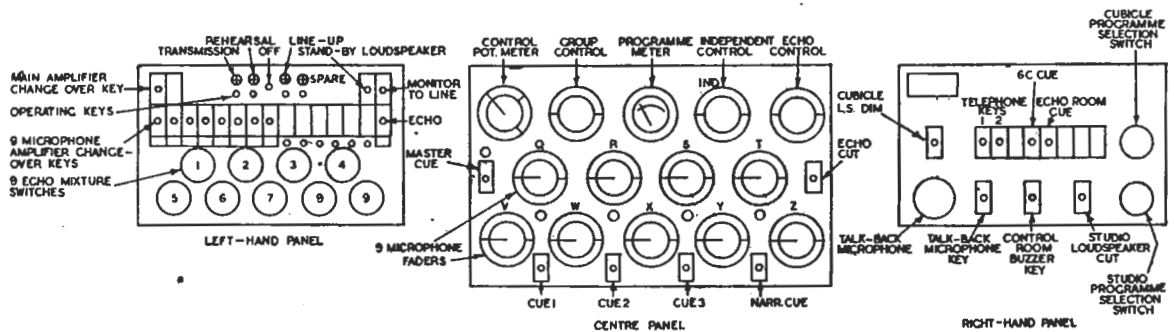 REHEARSAL
LINE-UP
TRANSMISSION
OFF
STAND-BY LOUDSPEAKER
SPARE
MAIN AMPLIFIER
CHANGE OVER KEY
OPERATING KEYS
9 MICROPHONE
AMPLIFIER CHANGE-
OVER KEYS
9 ECHO MIXTURE
SWITCHES
MONITOR
TO LINE
ECHO
1 2 3 4
5 6 7 8 9
LEFT-HAND PANEL
CONTROL
POT. METER
GROUP
CONTROL
PROGRAMME
METER
INDEPENDENT
CONTROL
ECHO
CONTROL
IND
MASTER
CUE
Q R S T
ECHO
CUT
V W X Y Z
9 MICROPHONE
FADERS
CUE 1
CUE 2
CUE 3
NARR. CUE
CENTRE PANEL
CUBICLE
PROGRAMME
SELECTION
SWITCH
6C CUE
CUBICLE
L.S. DIM
TELEPHONE
KEYS
1 2
ECHO ROOM
CUE
TALK-BACK
MICROPHONE
TALK-BACK
MICROPHONE
KEY
CONTROL
ROOM
BUZZER
KEY
STUDIO
LOUDSPEAKER
CUT
STUDIO
PROGRAMME
SELECTION
SWITCH
RIGHT-HAND PANEL